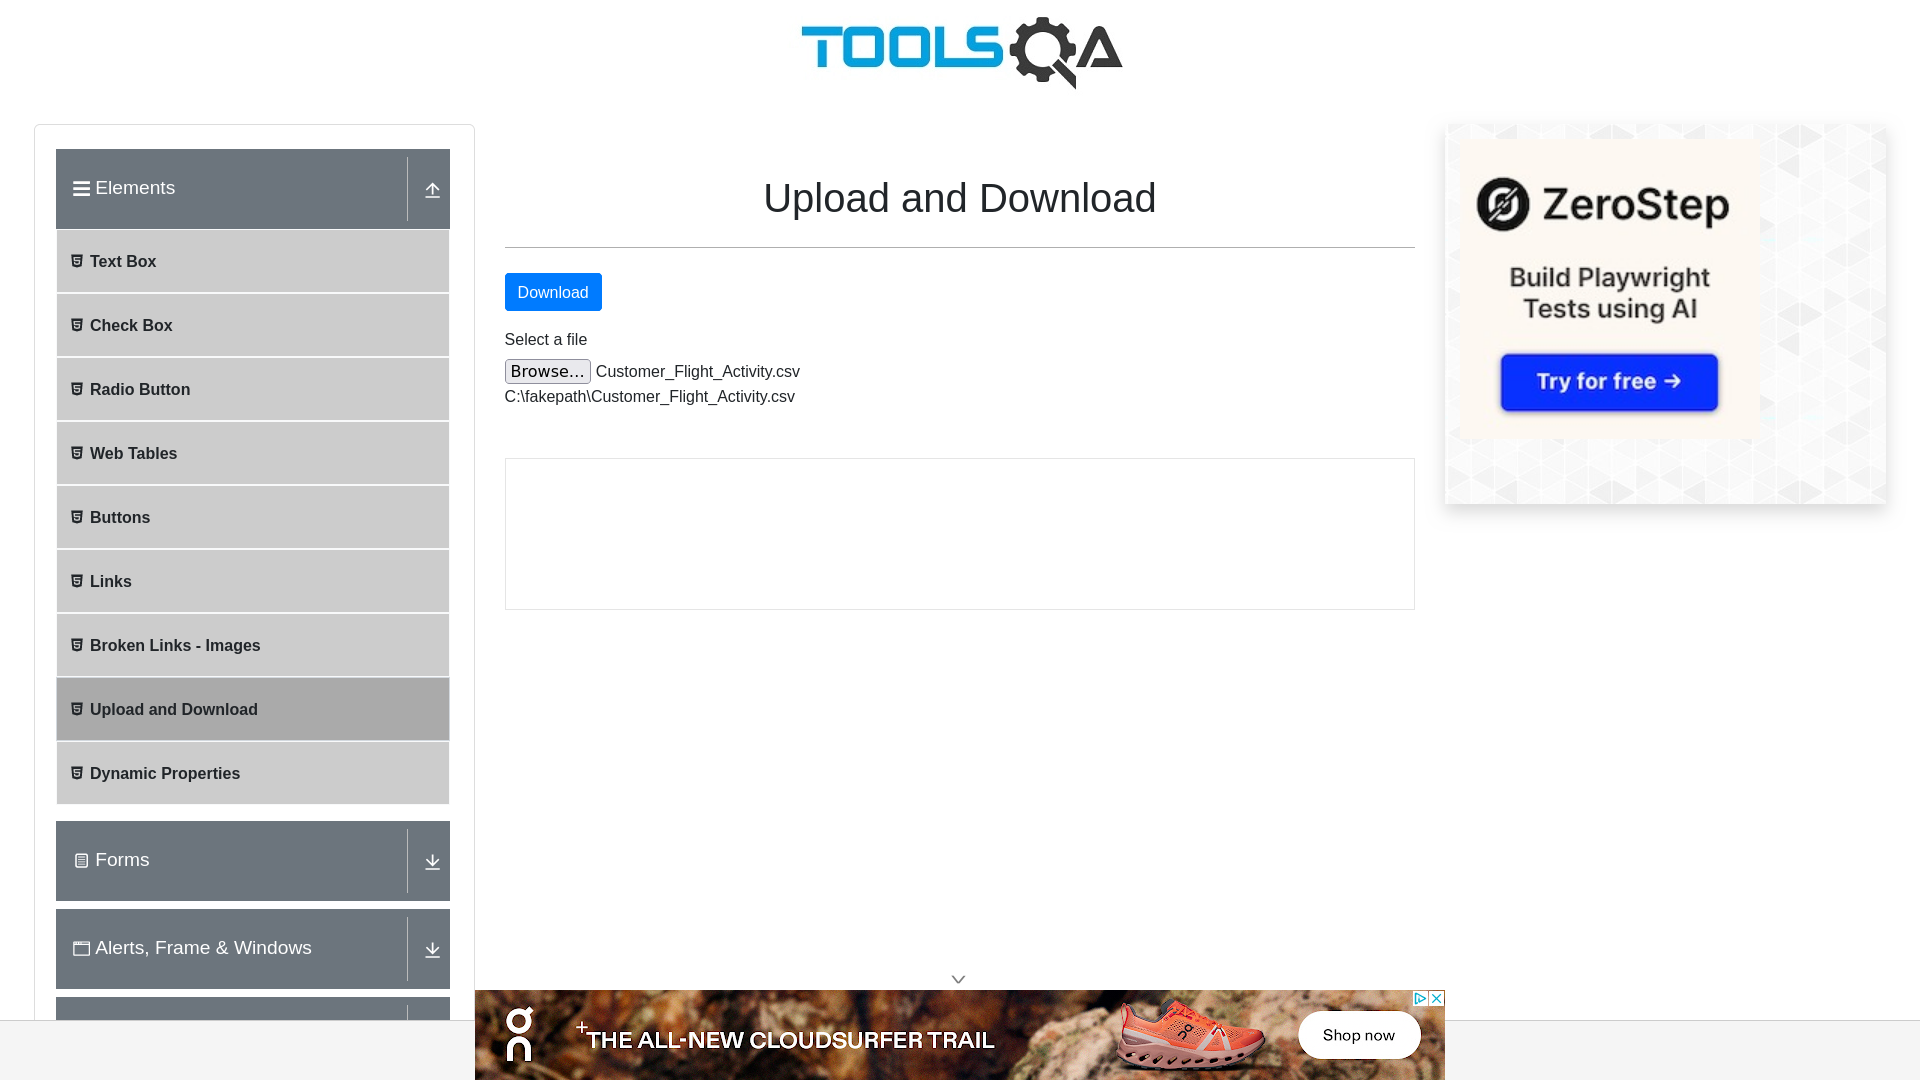 TOOLSQA
Elements
Text Box
Check Box
Radio Button
Web Tables
Buttons
Links
Broken Links - Images
Upload and Download
Dynamic Properties
Forms
Alerts, Frame & Windows
Upload and Download
Download
Select a file
Browse... Customer_Flight_Activity.csv
C:\fakepath\Customer_Flight_Activity.csv
ZeroStep
Build Playwright
Tests using AI
Try for free →
on
THE ALL-NEW CLOUDSURFER TRAIL
Shop now